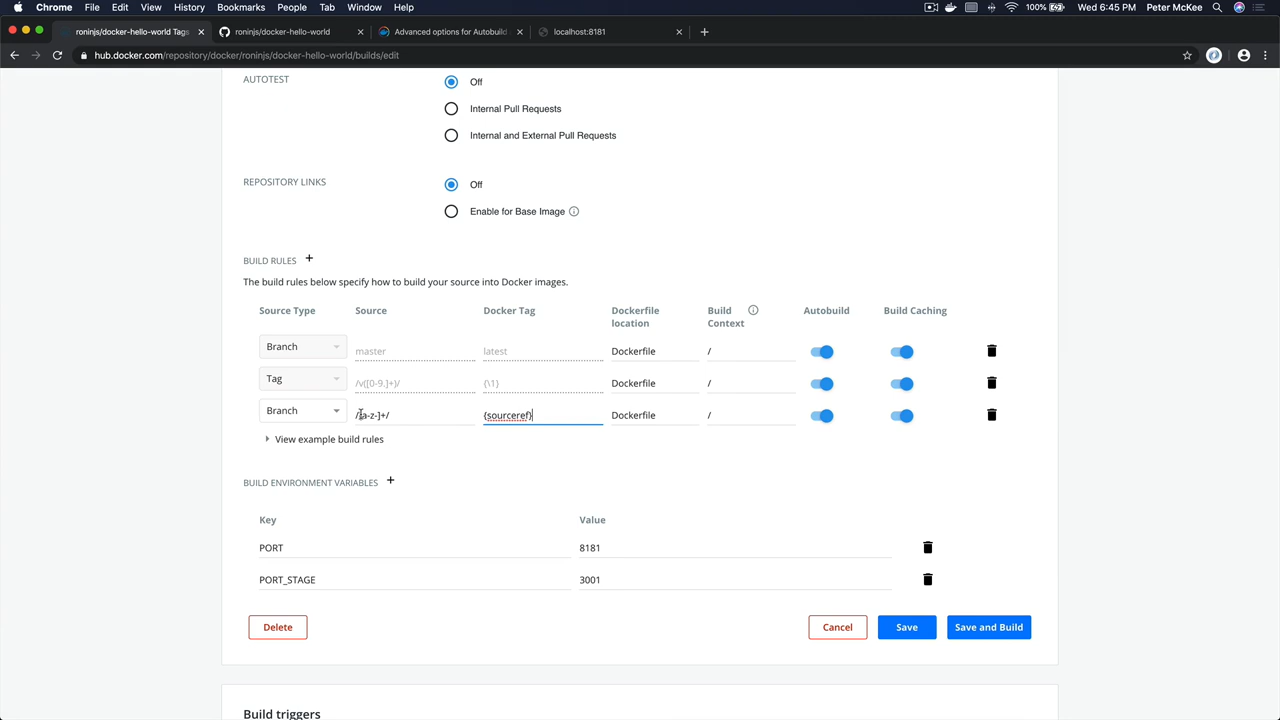 Chrome File Edit View History Bookmarks People Tab Window Help 100% Wed 6:45 PM Peter McKee
roninjs/docker-hello-world Tags roninjs/docker-hello-world Advanced options for Autobuild localhost:8181
hub.docker.com/repository/docker/roninjs/docker-hello-world/builds/edit
AUTOTEST Off
Internal Pull Requests
Internal and External Pull Requests
REPOSITORY LINKS Off
Enable for Base Image
BUILD RULES +
The build rules below specify how to build your source into Docker images.
Source Type Source Docker Tag Dockerfile location Build Context Autobuild Build Caching
Branch master latest Dockerfile /
Tag /v([0-9.]+)/ {\1} Dockerfile /
Branch /[a-z-]+/ {sourceref} Dockerfile /
View example build rules
BUILD ENVIRONMENT VARIABLES +
Key Value
PORT 8181
PORT_STAGE 3001
Delete Cancel Save Save and Build
Build triggers